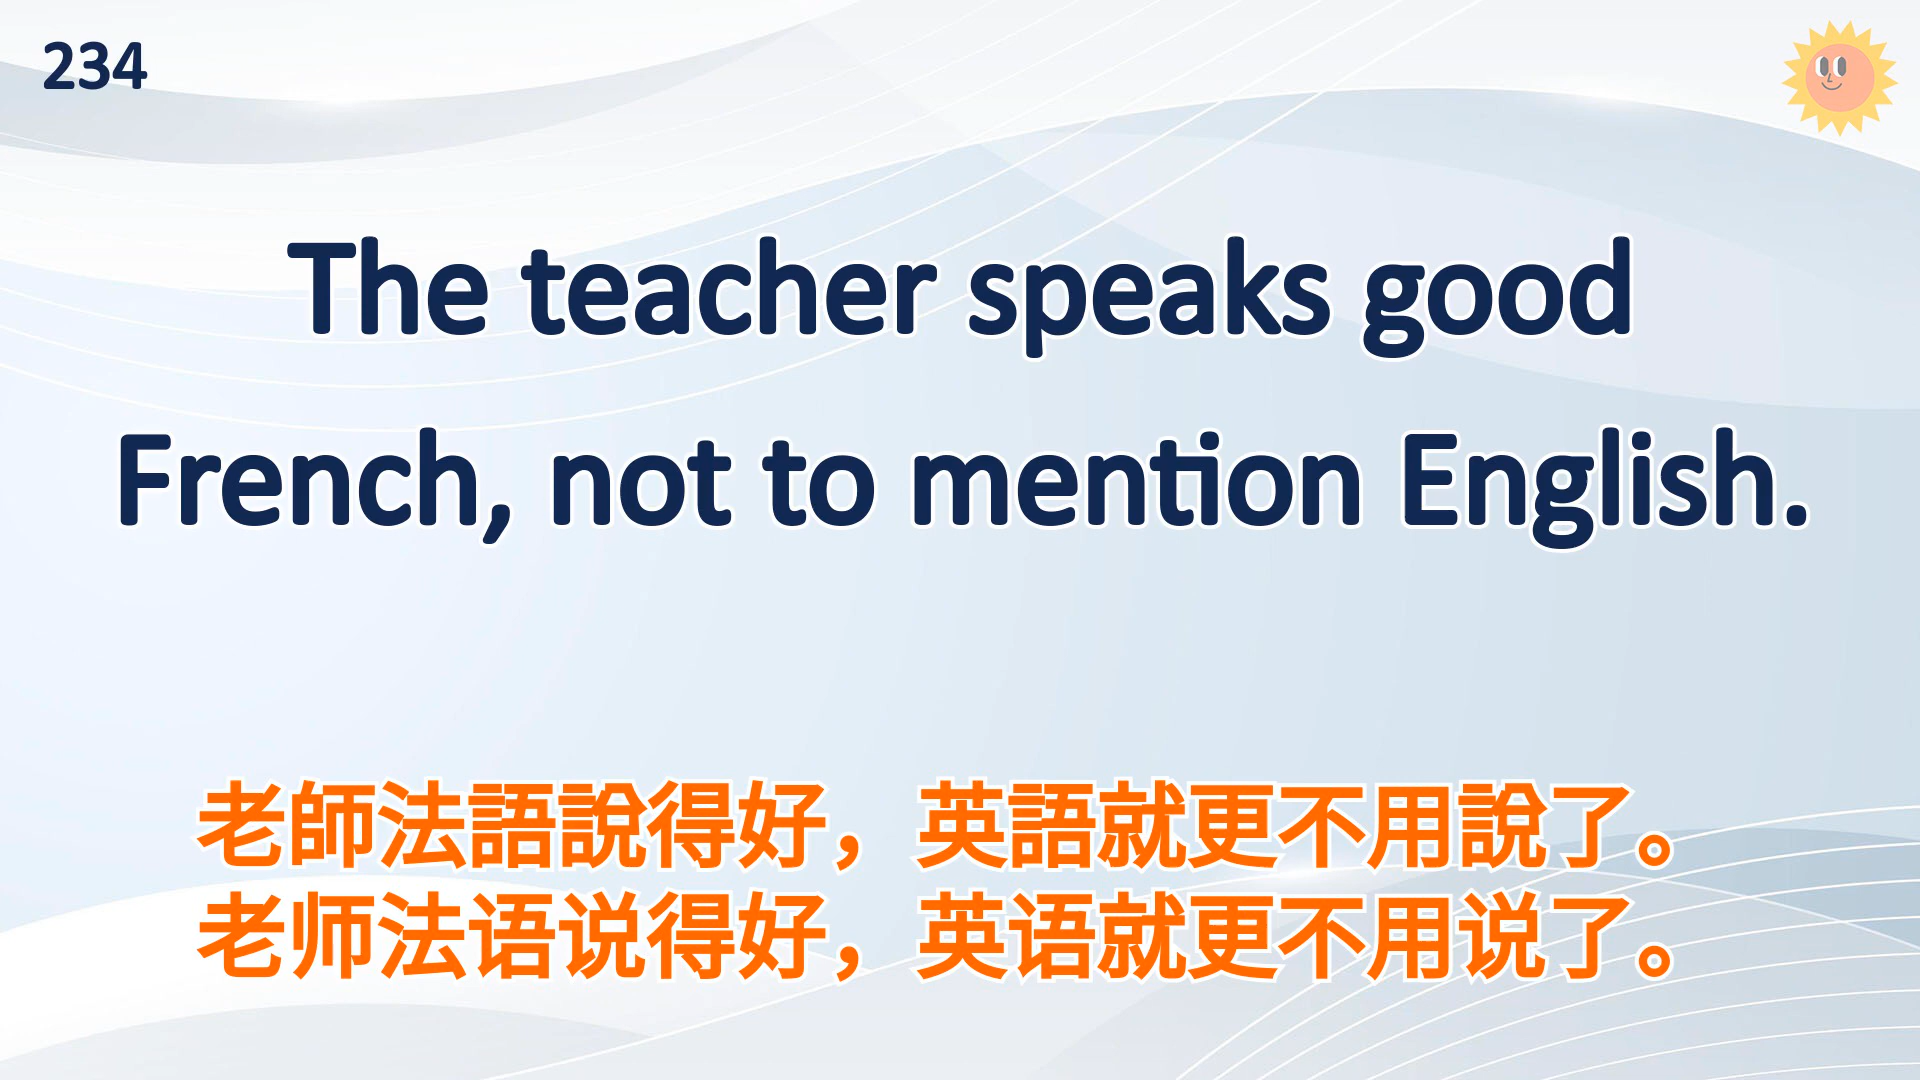 234
The teacher speaks good
French, not to mention English.
老師法語說得好，英語就更不用說了。
老师法语说得好，英语就更不用说了。